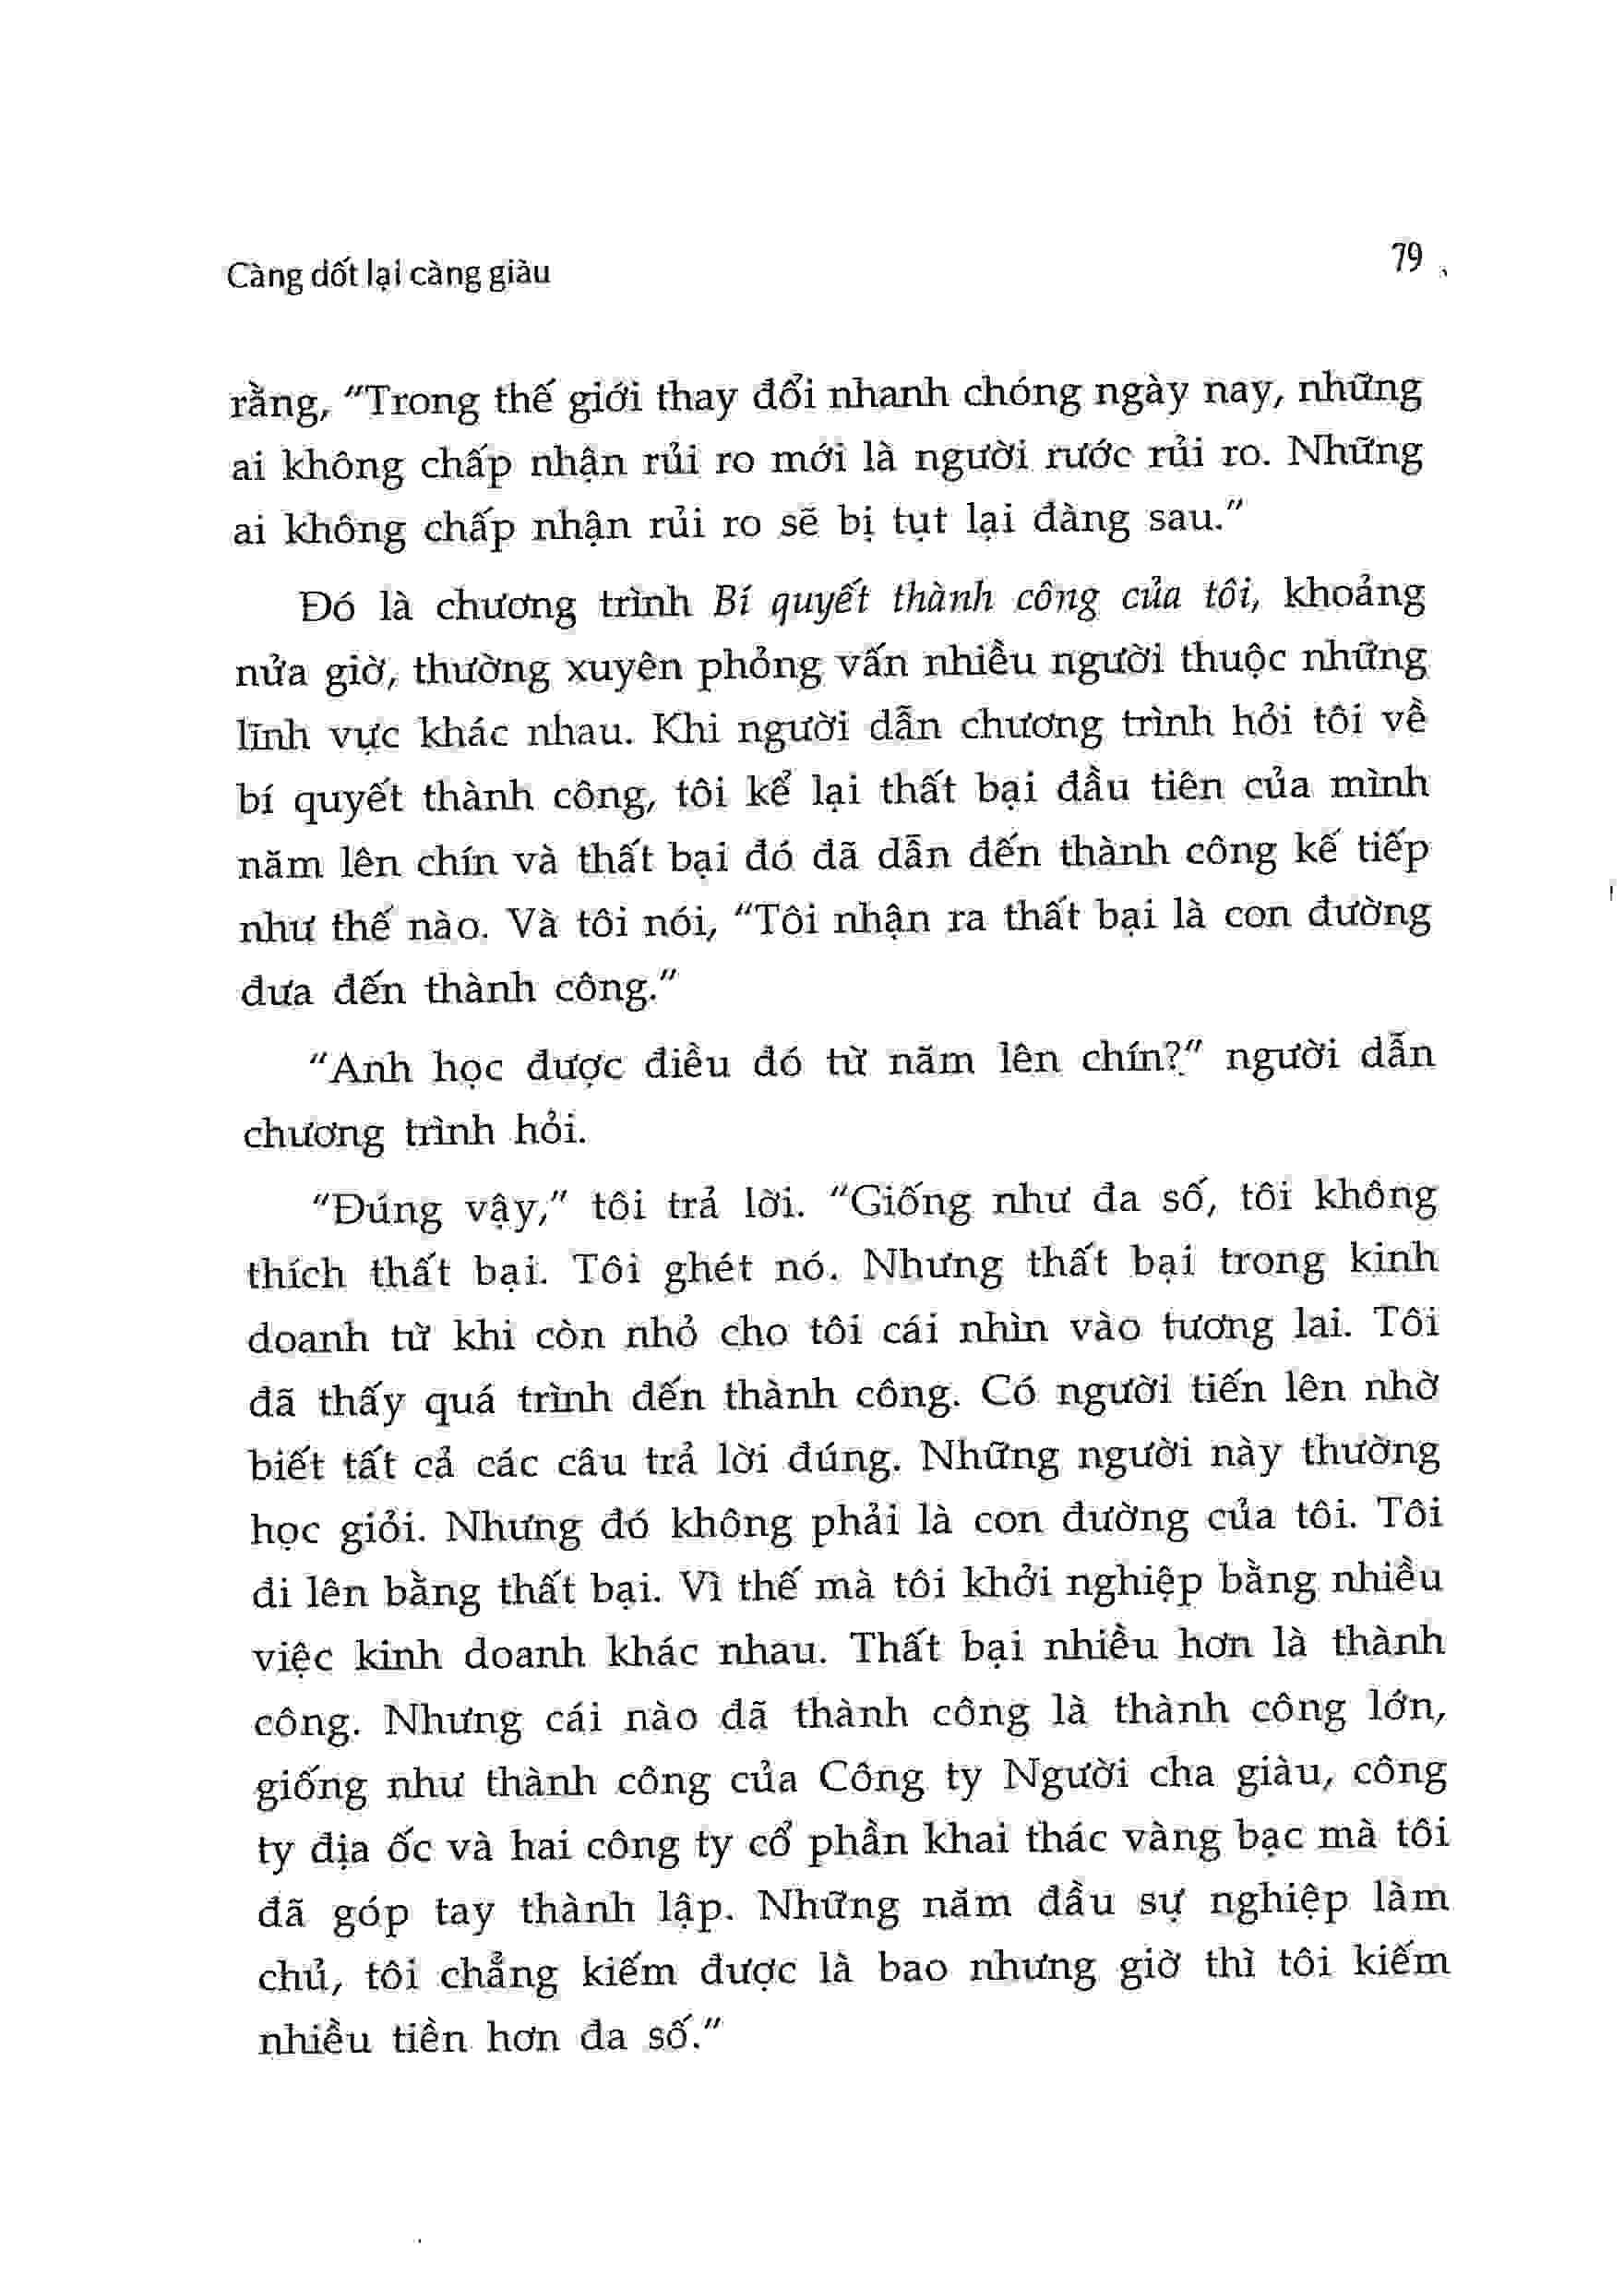 Càng dốt lại càng giàu
79
rằng, “Trong thế giới thay đổi nhanh chóng ngày nay, những
ai không chấp nhận rủi ro mới là người rước rủi ro. Những
ai không chấp nhận rủi ro sẽ bị tụt lại đàng sau.”
Đó là chương trình Bí quyết thành công của tôi, khoảng
nửa giờ, thường xuyên phỏng vấn nhiều người thuộc những
lĩnh vực khác nhau. Khi người dẫn chương trình hỏi tôi về
bí quyết thành công, tôi kể lại thất bại đầu tiên của mình
năm lên chín và thất bại đó đã dẫn đến thành công kế tiếp
như thế nào. Và tôi nói, “Tôi nhận ra thất bại là con đường
đưa đến thành công.”
“Anh học được điều đó từ năm lên chín?” người dẫn
chương trình hỏi.
“Đúng vậy,” tôi trả lời. “Giống như đa số, tôi không
thích thất bại. Tôi ghét nó. Nhưng thất bại trong kinh
doanh từ khi còn nhỏ cho tôi cái nhìn vào tương lai. Tôi
đã thấy quá trình đến thành công. Có người tiến lên nhờ
biết tất cả các câu trả lời đúng. Những người này thường
học giỏi. Nhưng đó không phải là con đường của tôi. Tôi
đi lên bằng thất bại. Vì thế mà tôi khởi nghiệp bằng nhiều
việc kinh doanh khác nhau. Thất bại nhiều hơn là thành
công. Nhưng cái nào đã thành công là thành công lớn,
giống như thành công của Công ty Người cha giàu, công
ty địa ốc và hai công ty cổ phần khai thác vàng bạc mà tôi
đã góp tay thành lập. Những năm đầu sự nghiệp làm
chủ, tôi chẳng kiếm được là bao nhưng giờ thì tôi kiếm
nhiều tiền hơn đa số.”